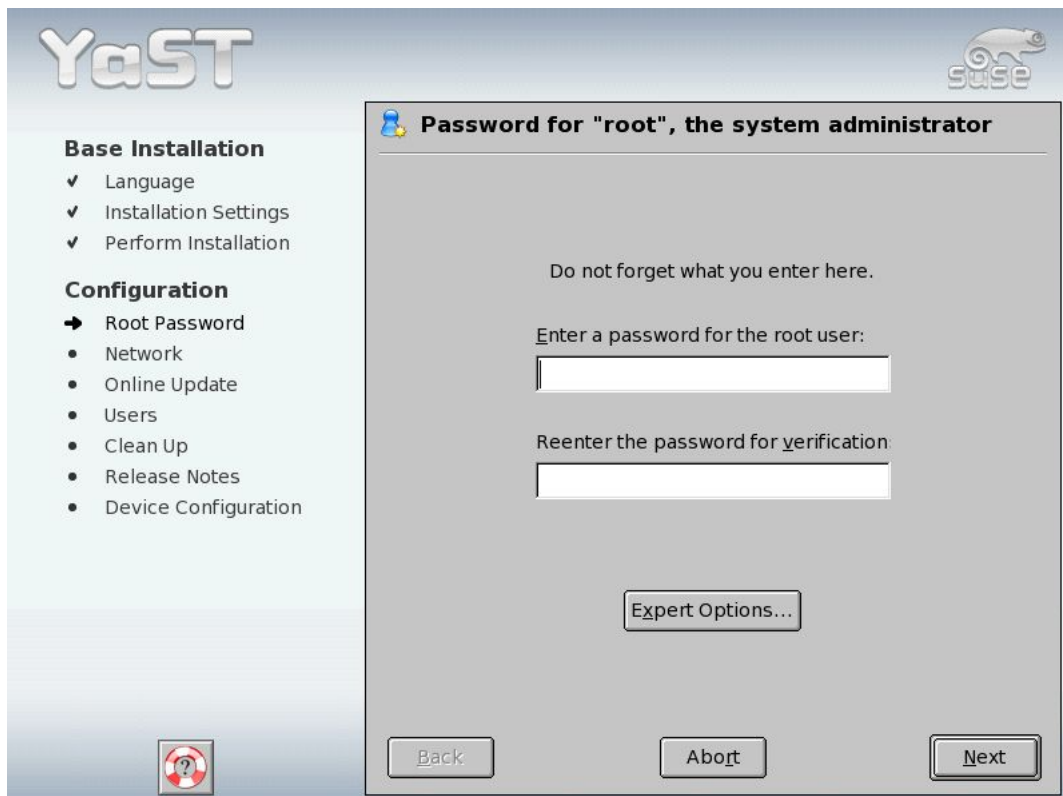 YaST
suse
Base Installation
Language
Installation Settings
Perform Installation
Configuration
Root Password
Network
Online Update
Users
Clean Up
Release Notes
Device Configuration
Password for "root", the system administrator
Do not forget what you enter here.
Enter a password for the root user:
Reenter the password for verification:
Expert Options...
?
Back
Abort
Next